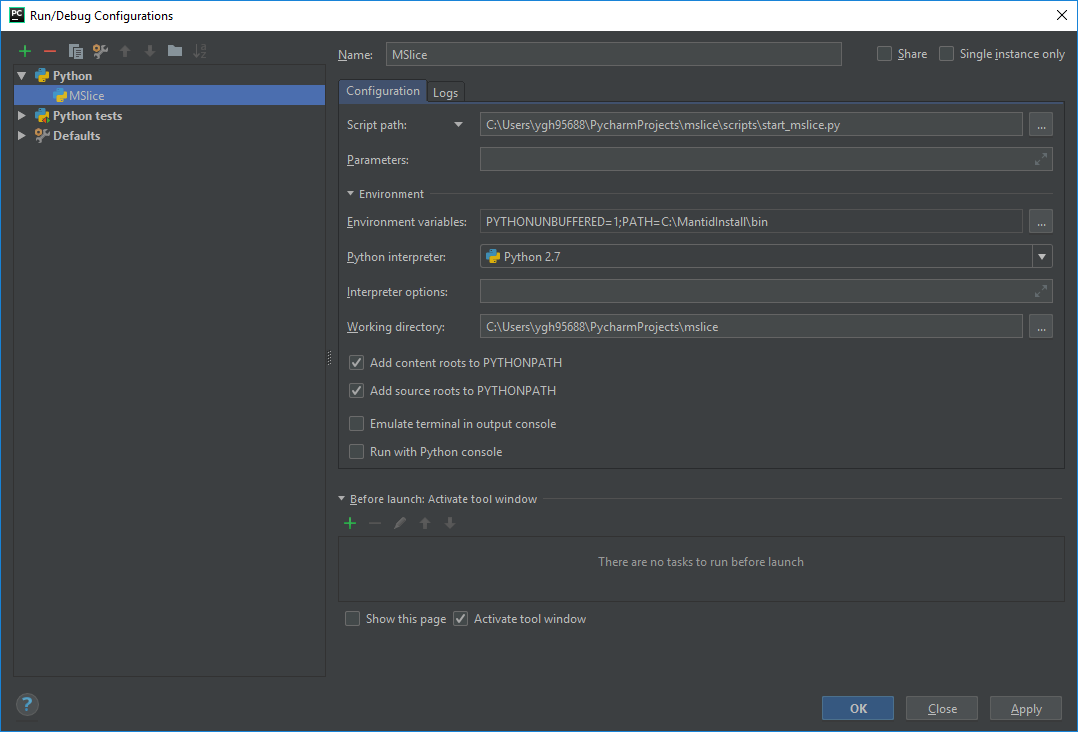 Run/Debug Configurations
Name: MSlice Share Single instance only
Python
MSlice
Python tests
Defaults
Configuration Logs
Script path: C:\Users\ygh95688\PycharmProjects\mslice\scripts\start_mslice.py ...
Parameters:
Environment
Environment variables: PYTHONUNBUFFERED=1;PATH=C:\MantidInstall\bin ...
Python interpreter: Python 2.7
Interpreter options:
Working directory: C:\Users\ygh95688\PycharmProjects\mslice ...
Add content roots to PYTHONPATH
Add source roots to PYTHONPATH
Emulate terminal in output console
Run with Python console
Before launch: Activate tool window
There are no tasks to run before launch
Show this page Activate tool window
? OK Close Apply